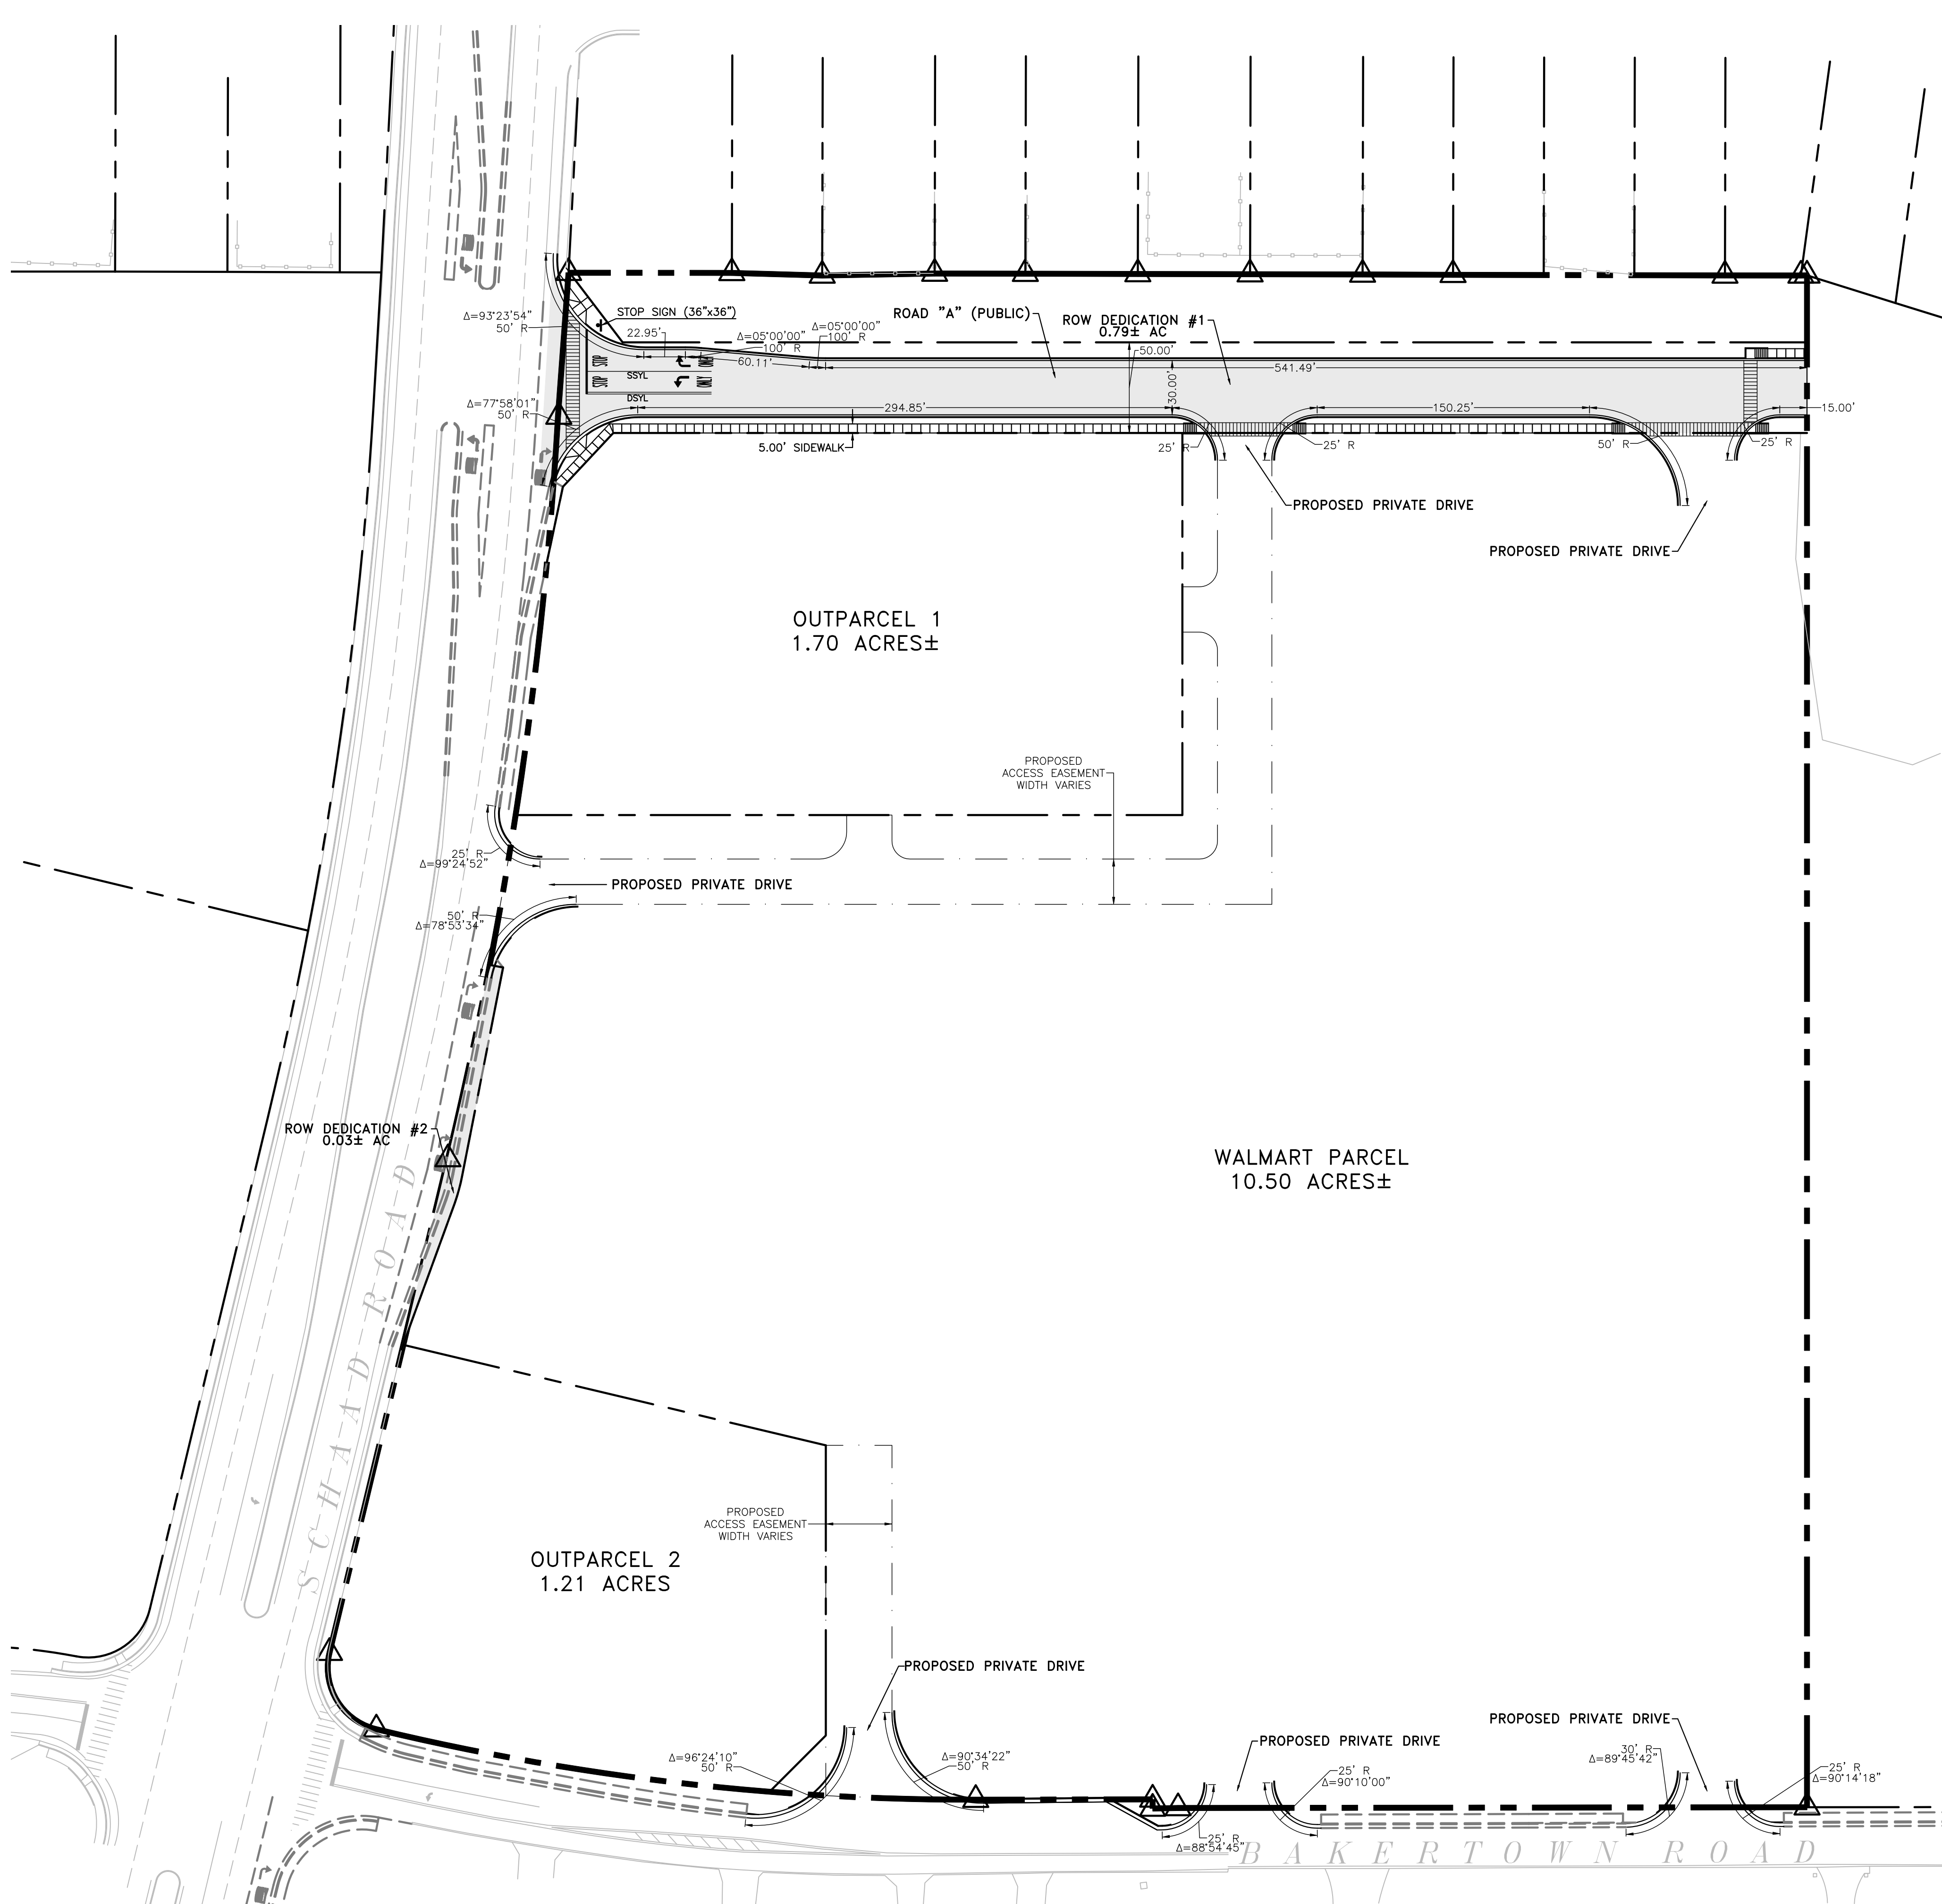 Δ=93°23'54"
50' R
STOP SIGN (36"x36")
22.95'
Δ=05°00'00"
100' R
60.11'
Δ=05°00'00"
100' R
ROAD "A" (PUBLIC)
ROW DEDICATION #1
0.79± AC
50.00'
541.49'
30.00'
STOP
ONLY
SSYL
STOP
ONLY
DSYL
Δ=77°58'01"
50' R
294.85'
150.25'
15.00'
5.00' SIDEWALK
25' R
25' R
50' R
25' R
PROPOSED PRIVATE DRIVE
PROPOSED PRIVATE DRIVE
OUTPARCEL 1
1.70 ACRES±
PROPOSED
ACCESS EASEMENT
WIDTH VARIES
25' R
Δ=99°24'52"
PROPOSED PRIVATE DRIVE
50' R
Δ=78°53'34"
ROW DEDICATION #2
0.03± AC
WALMART PARCEL
10.50 ACRES±
SCHAAD ROAD
PROPOSED
ACCESS EASEMENT
WIDTH VARIES
OUTPARCEL 2
1.21 ACRES
PROPOSED PRIVATE DRIVE
PROPOSED PRIVATE DRIVE
PROPOSED PRIVATE DRIVE
Δ=96°24'10"
50' R
Δ=90°34'22"
50' R
25' R
Δ=90°10'00"
30' R
Δ=89°45'42"
25' R
Δ=90°14'18"
25' R
Δ=88°54'45"
BAKERTOWN ROAD